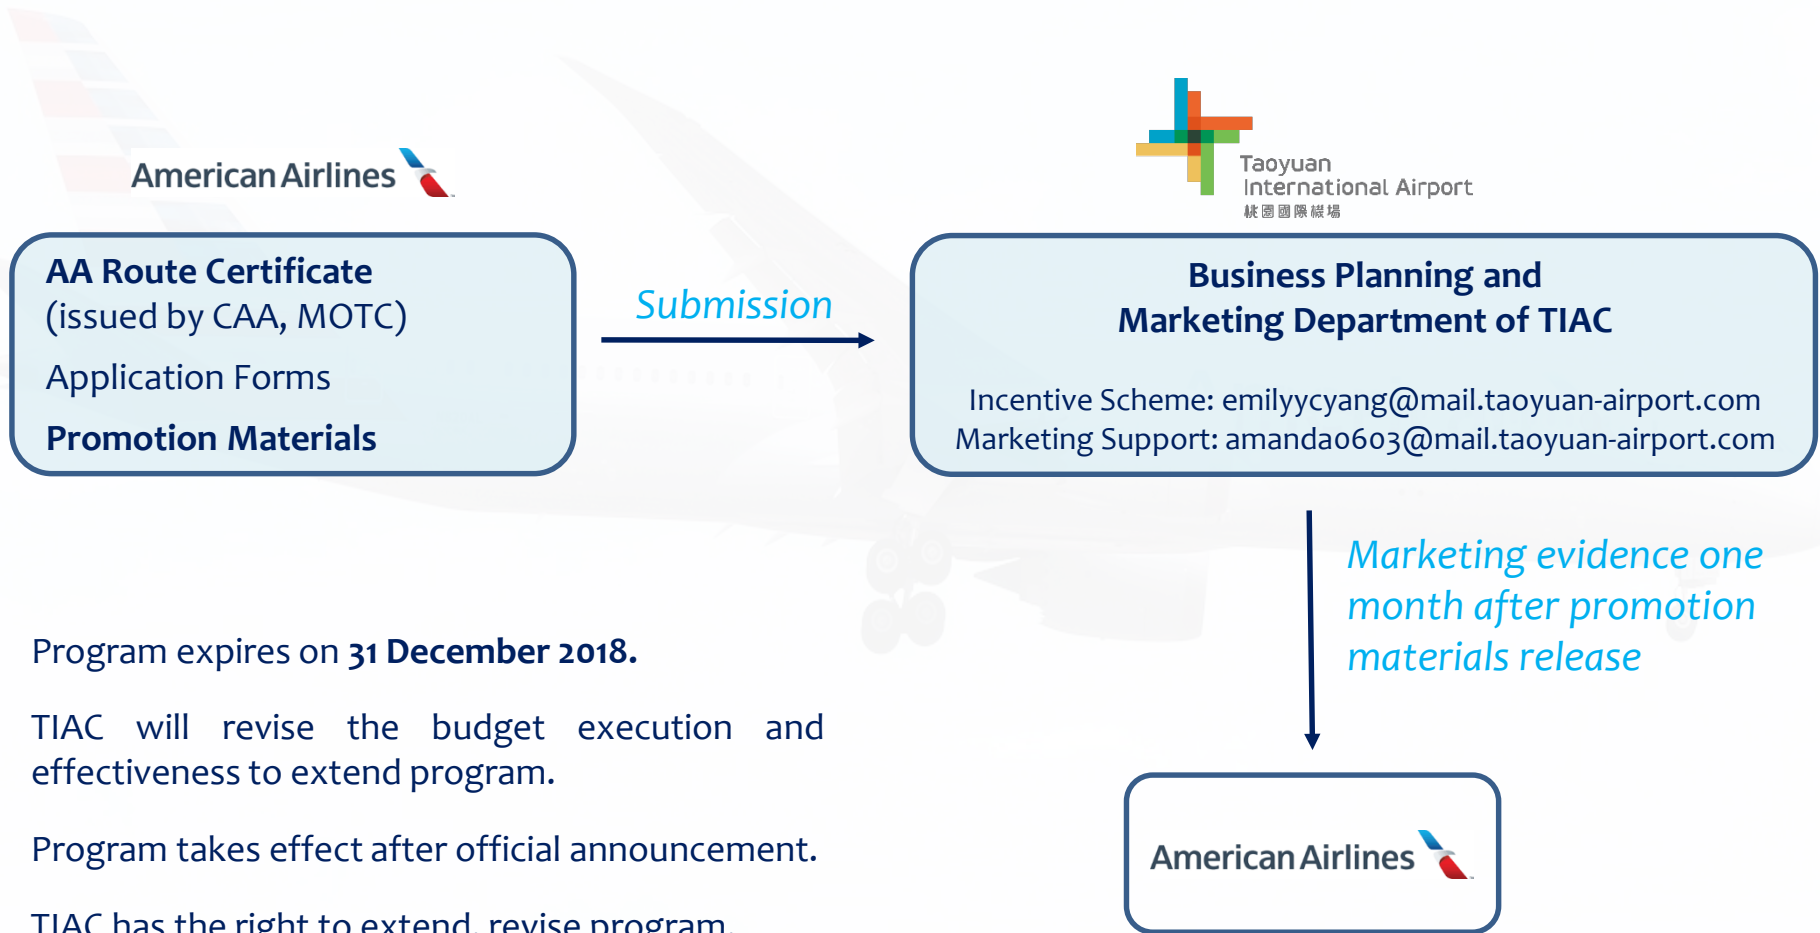 American Airlines
Taoyuan
International Airport
桃園國際機場
AA Route Certificate
(issued by CAA, MOTC)
Application Forms
Promotion Materials
Submission
Business Planning and
Marketing Department of TIAC
Incentive Scheme: emilyycyang@mail.taoyuan-airport.com
Marketing Support: amanda0603@mail.taoyuan-airport.com
Marketing evidence one
month after promotion
materials release
Program expires on 31 December 2018.
TIAC will revise the budget execution and
effectiveness to extend program.
Program takes effect after official announcement.
TIAC has the right to extend, revise program.
American Airlines